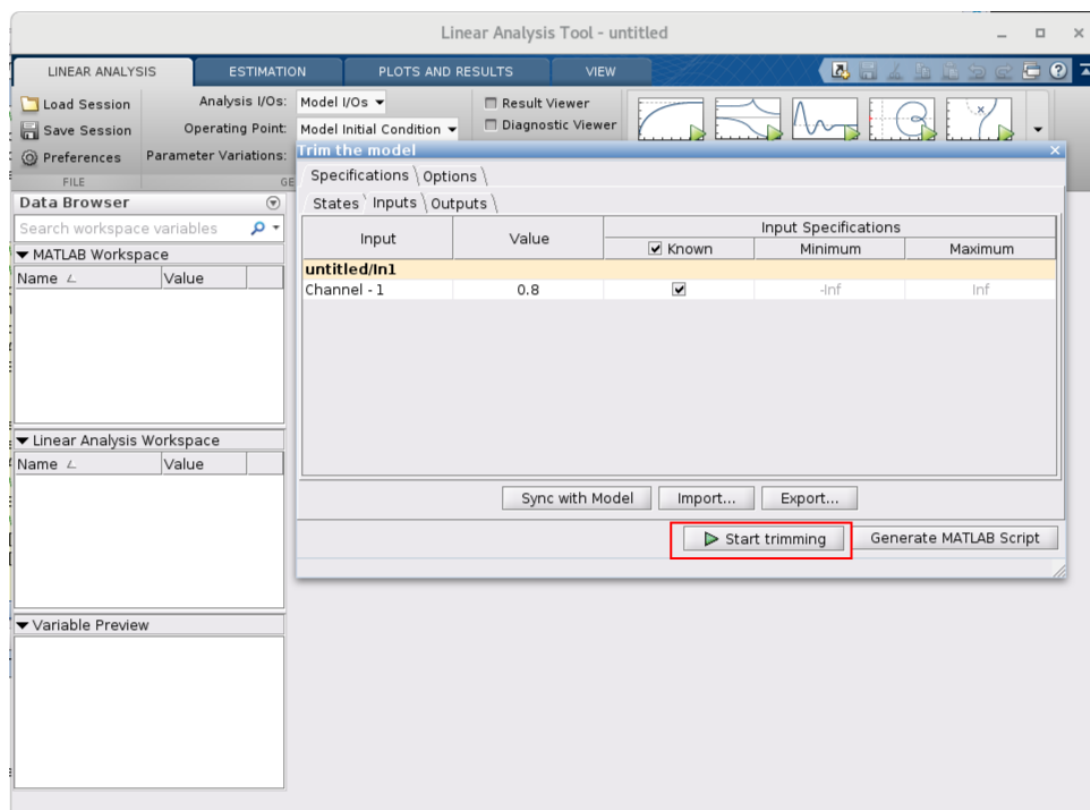 Linear Analysis Tool - untitled
LINEAR ANALYSIS ESTIMATION PLOTS AND RESULTS VIEW
Load Session Analysis I/Os: Model I/Os Result Viewer
Save Session Operating Point: Model Initial Condition Diagnostic Viewer
Preferences Parameter Variations:
FILE GE
Trim the model
Specifications Options
States Inputs Outputs
Input Value Input Specifications
Known Minimum Maximum
untitled/In1
Channel - 1 0.8 -Inf Inf
Sync with Model Import... Export...
Start trimming Generate MATLAB Script
Data Browser
Search workspace variables
MATLAB Workspace
Name Value
Linear Analysis Workspace
Name Value
Variable Preview